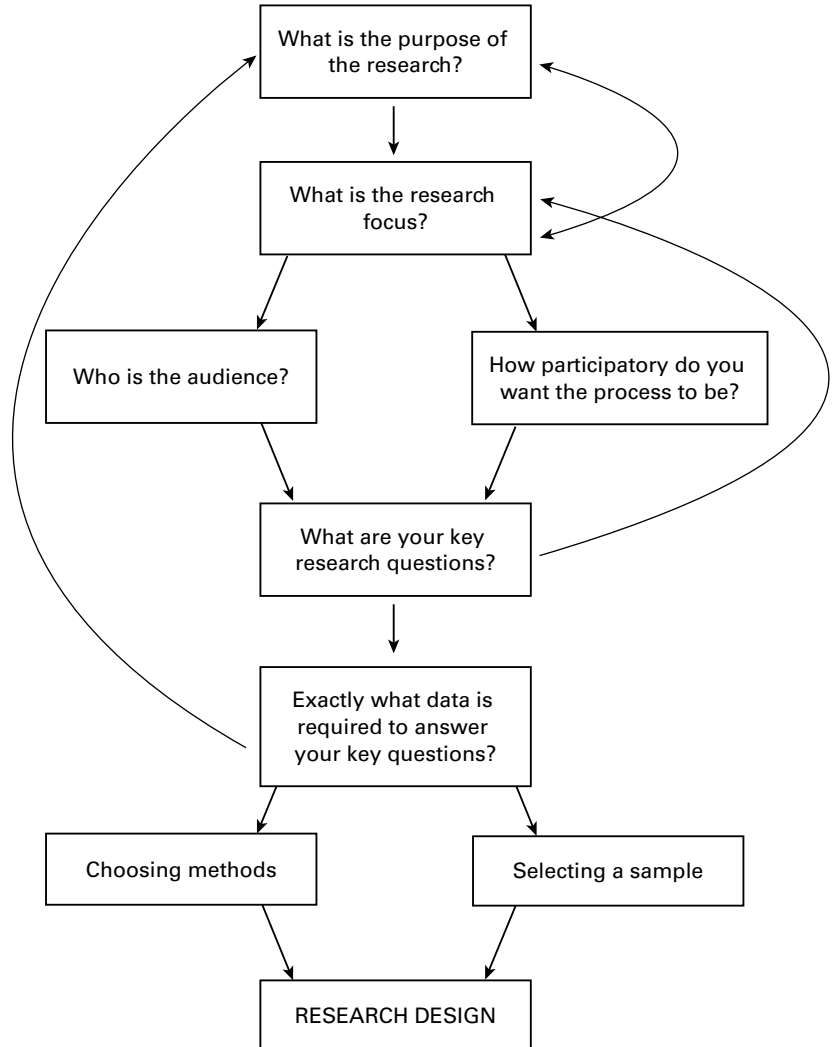 What is the purpose of
the research?
What is the research
focus?
Who is the audience?
How participatory do you
want the process to be?
What are your key
research questions?
Exactly what data is
required to answer
your key questions?
Choosing methods
Selecting a sample
RESEARCH DESIGN